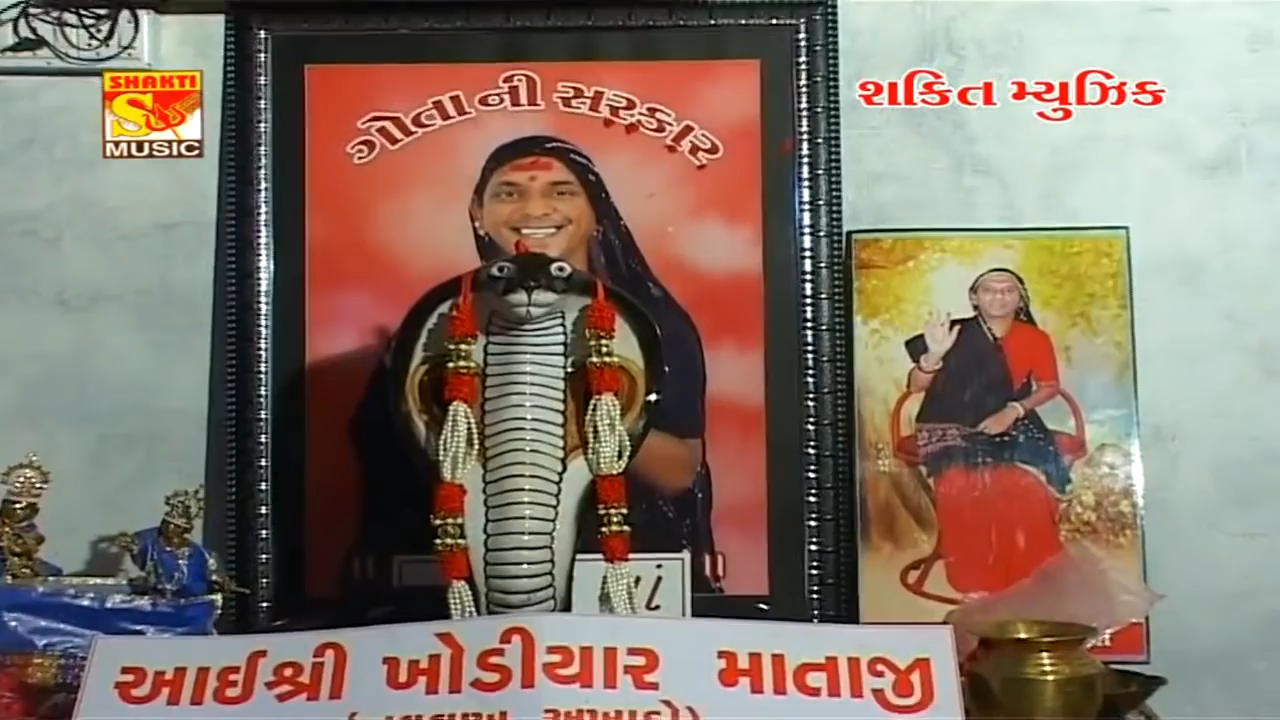 SHAKTI
MUSIC
શકિત મ્યુઝિક
ગોતાની સરકાર
આઈશ્રી ખોડીયાર માતાજી